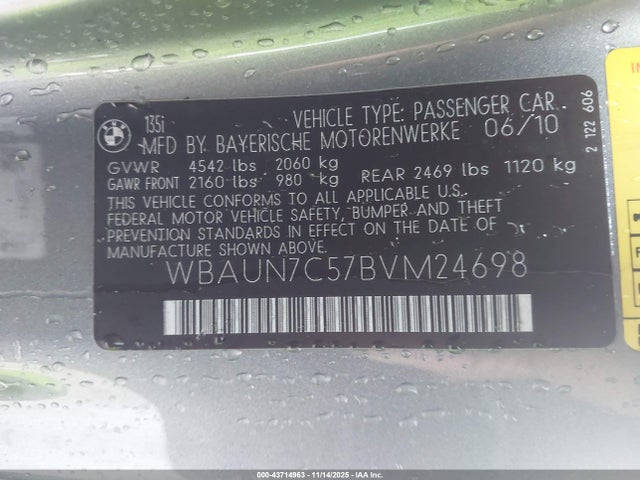 BMW
135i VEHICLE TYPE: PASSENGER CAR
MFD BY BAYERISCHE MOTORENWERKE 06/10
GVWR 4542 lbs 2060 kg
GAWR FRONT 2160 lbs 980 kg REAR 2469 lbs 1120 kg
THIS VEHICLE CONFORMS TO ALL APPLICABLE U.S.
FEDERAL MOTOR VEHICLE SAFETY, BUMPER AND THEFT
PREVENTION STANDARDS IN EFFECT ON THE DATE OF
MANUFACTURE SHOWN ABOVE.
WBAUN7C57BVM24698
2 122 606
000-43714963 - 11/14/2025 - IAA, Inc.